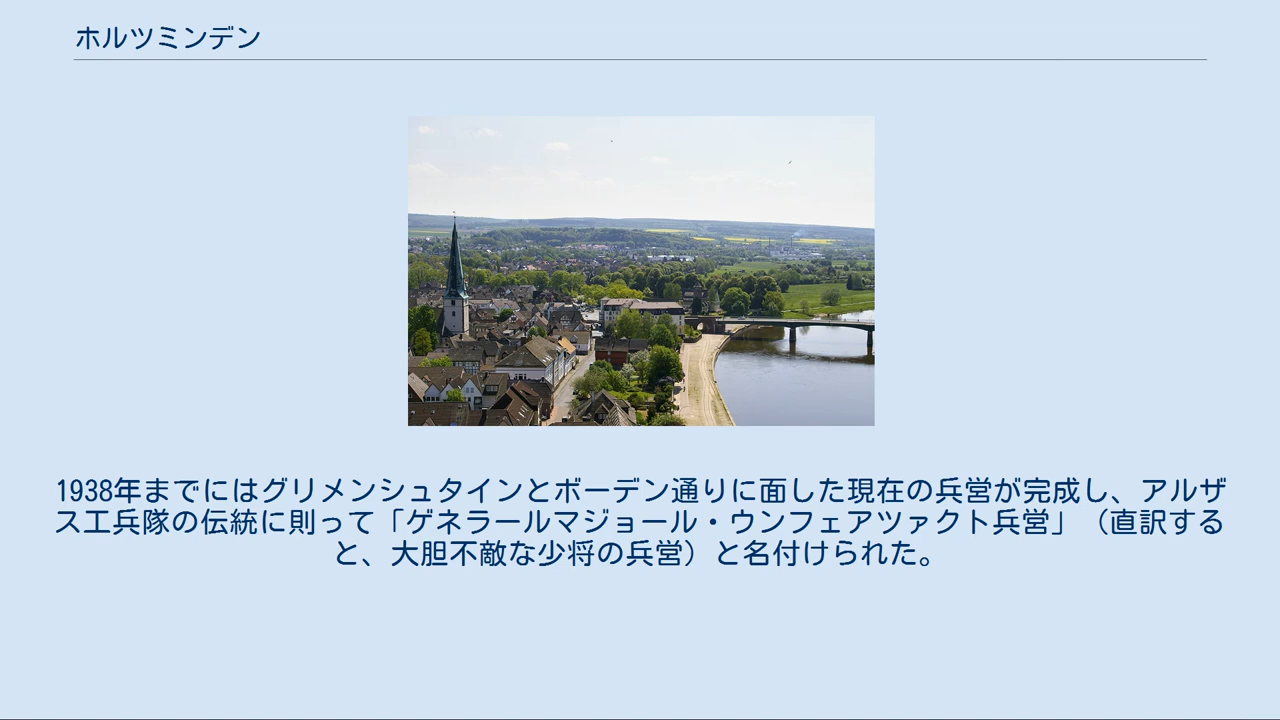 ホルツミンデン
1938年までにはグリメンシュタインとボーデン通りに面した現在の兵営が完成し、アルザ
ス工兵隊の伝統に則って「ゲネラールマジョール・ウンフェアツァクト兵営」（直訳する
と、大胆不敵な少将の兵営）と名付けられた。